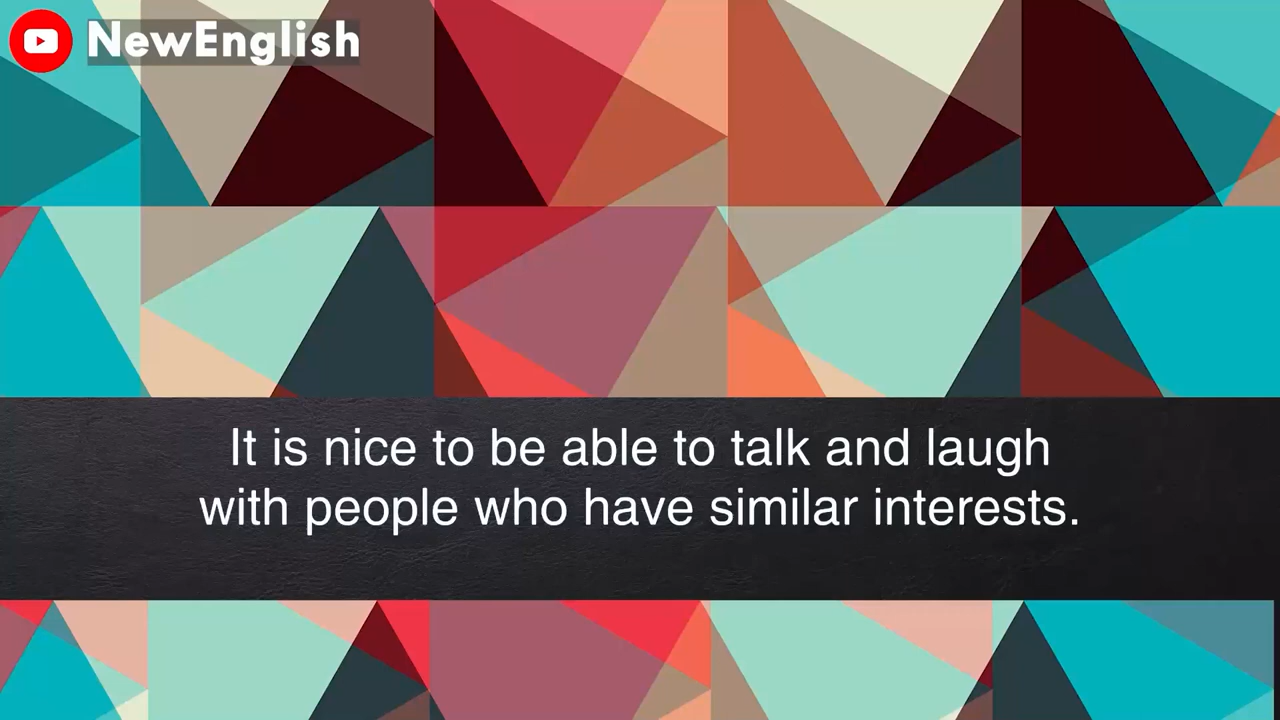 NewEnglish
It is nice to be able to talk and laugh
with people who have similar interests.